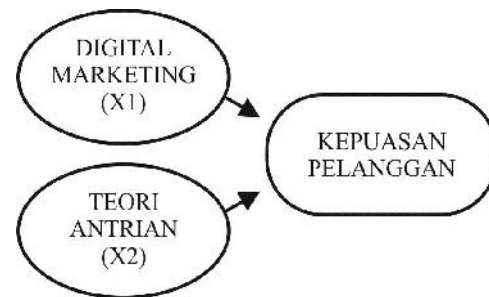 DIGITAL
MARKETING
(X1)
TEORI
ANTRIAN
(X2)
KEPUASAN
PELANGGAN